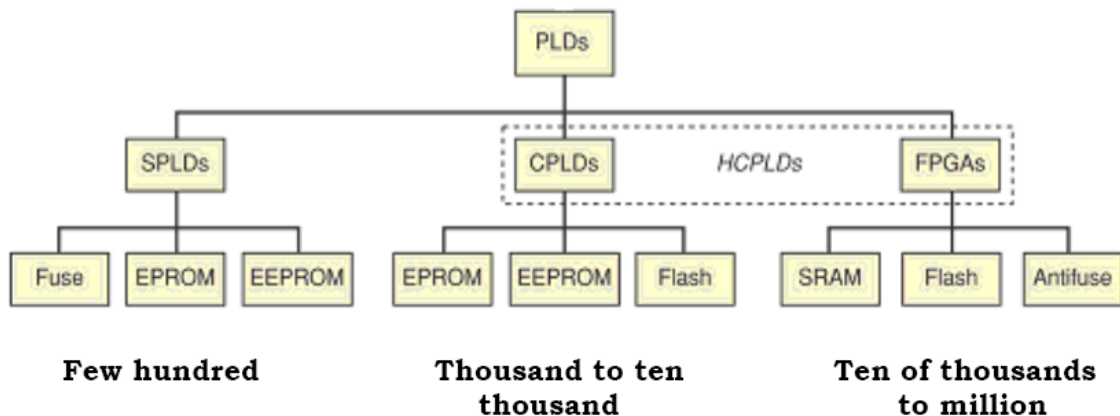 PLDs
SPLDs
CPLDs
HCPLDs
FPGAs
Fuse
EPROM
EEPROM
EPROM
EEPROM
Flash
SRAM
Flash
Antifuse
Few hundred
Thousand to ten
thousand
Ten of thousands
to million